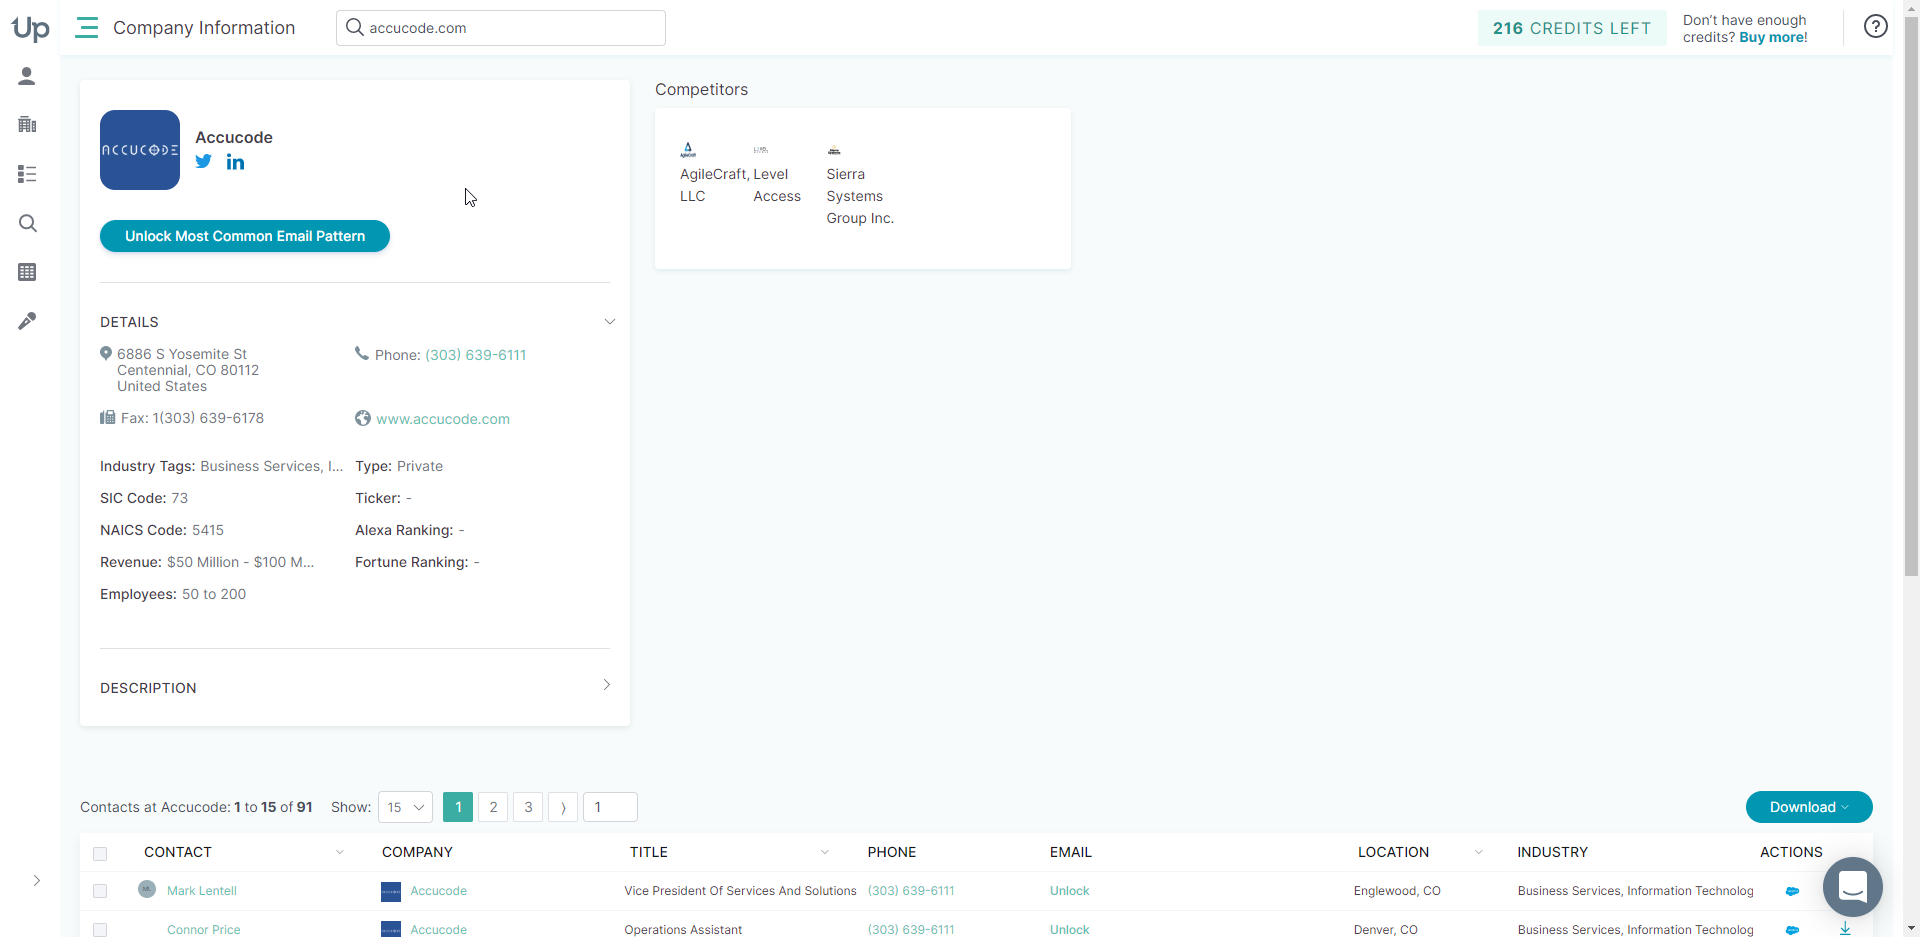 Up
Company Information
accucode.com
216 CREDITS LEFT
Don't have enough
credits? Buy more!
ACCUCODE
Accucode
Unlock Most Common Email Pattern
DETAILS
6886 S Yosemite St
Centennial, CO 80112
United States
Phone: (303) 639-6111
Fax: 1(303) 639-6178
www.accucode.com
Industry Tags: Business Services, I...
Type: Private
SIC Code: 73
Ticker: -
NAICS Code: 5415
Alexa Ranking: -
Revenue: $50 Million - $100 M...
Fortune Ranking: -
Employees: 50 to 200
DESCRIPTION
Competitors
AgileCraft,
LLC
Level
Access
Sierra
Systems
Group Inc.
Contacts at Accucode: 1 to 15 of 91
Show: 15
1 2 3 ⟩ 1
Download
CONTACT COMPANY TITLE PHONE EMAIL LOCATION INDUSTRY ACTIONS
Mark Lentell Accucode Vice President Of Services And Solutions (303) 639-6111 Unlock Englewood, CO Business Services, Information Technolog
Connor Price Accucode Operations Assistant (303) 639-6111 Unlock Denver, CO Business Services, Information Technolog